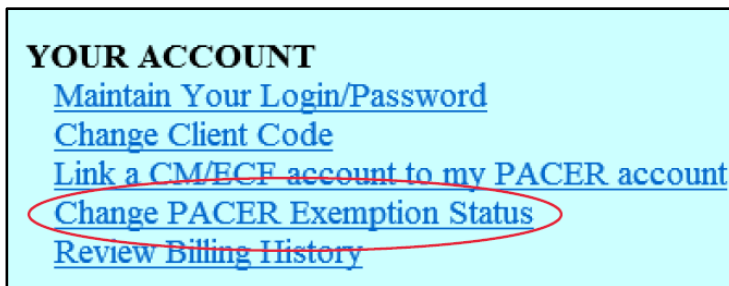 YOUR ACCOUNT
Maintain Your Login/Password
Change Client Code
Link a CM/ECF account to my PACER account
Change PACER Exemption Status
Review Billing History